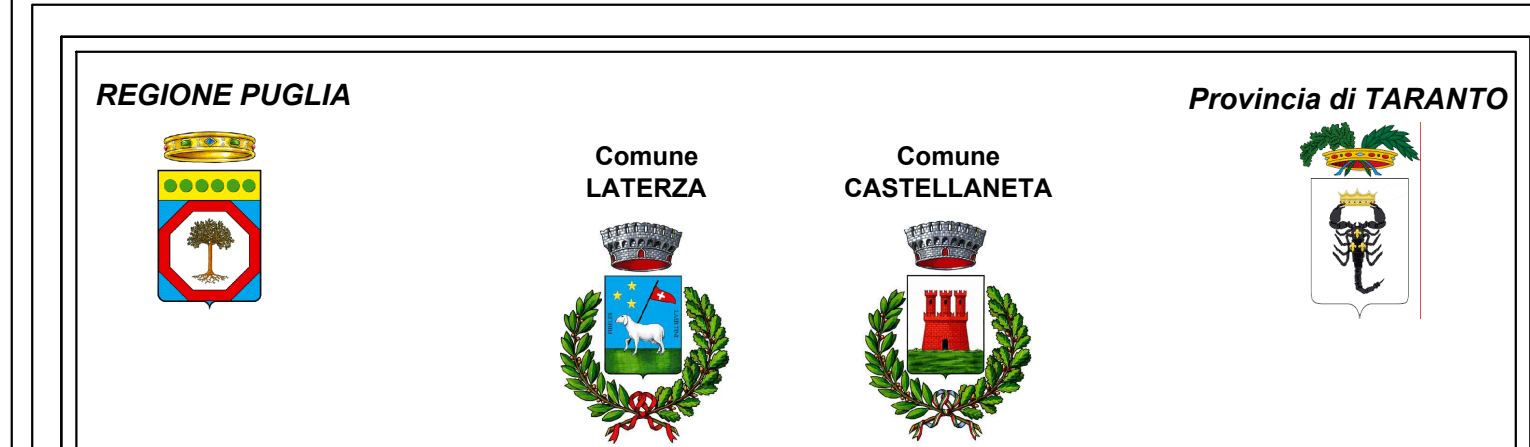 REGIONE PUGLIA
Provincia di TARANTO
Comune
LATERZA
Comune
CASTELLANETA